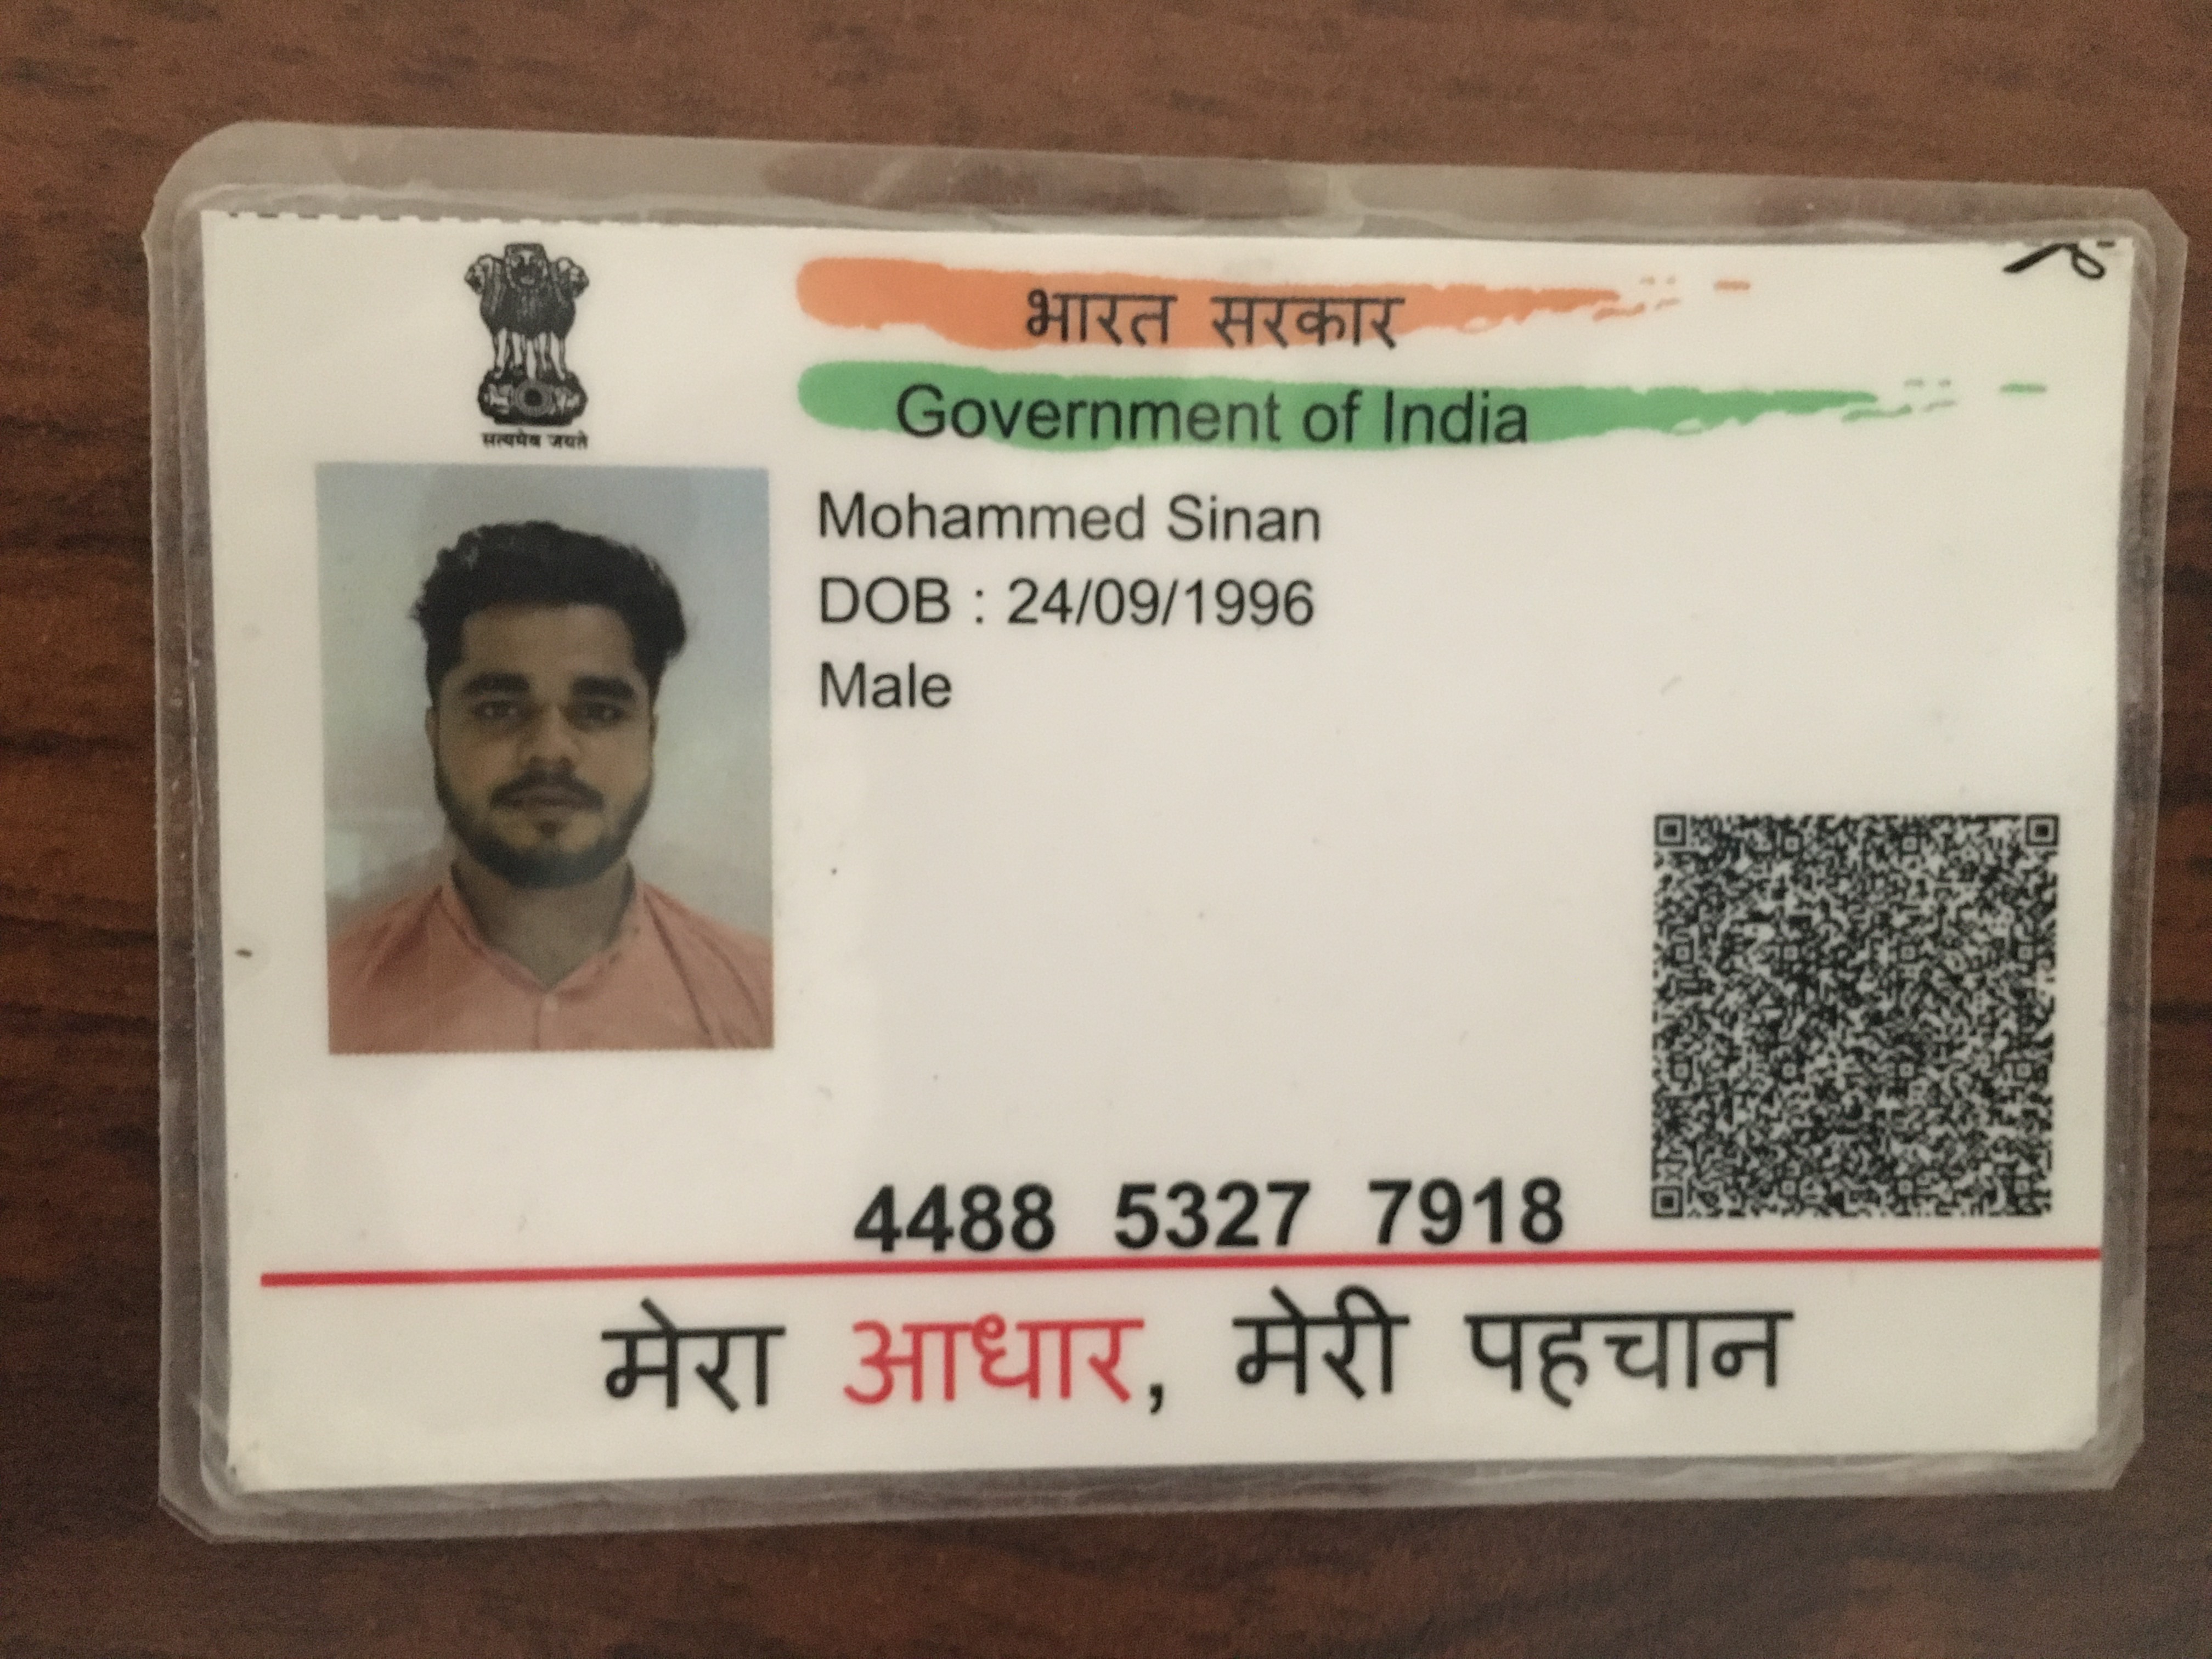 भारत सरकार
Government of India
सत्यमेव जयते
Mohammed Sinan
DOB : 24/09/1996
Male
4488 5327 7918
मेरा आधार, मेरी पहचान